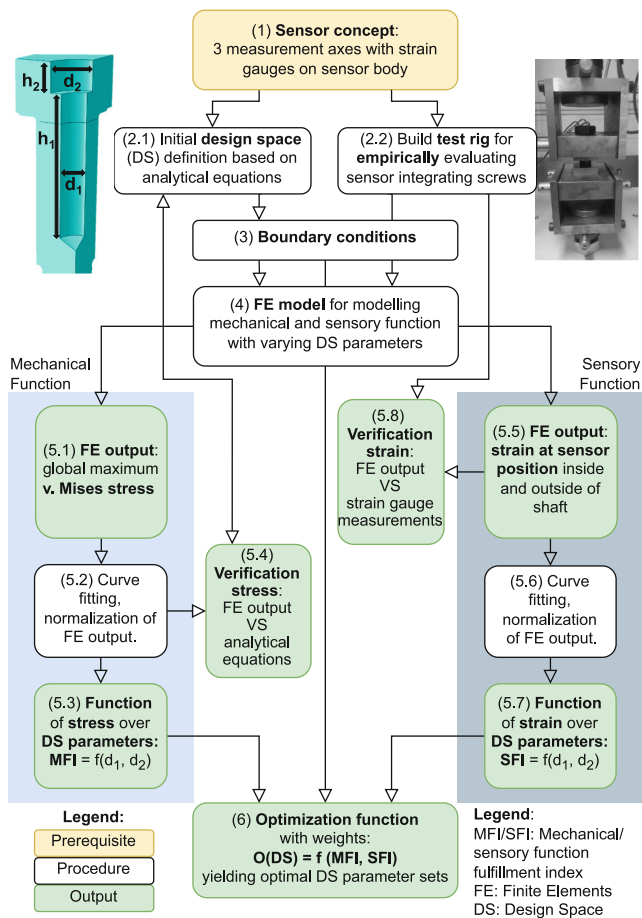 (1) Sensor concept:
3 measurement axes with strain
gauges on sensor body
h2
d2
h1
d1
(2.1) Initial design space
(DS) definition based on
analytical equations
(2.2) Build test rig for
empirically evaluating
sensor integrating screws
(3) Boundary conditions
(4) FE model for modelling
mechanical and sensory function
with varying DS parameters
Mechanical
Function
Sensory
Function
(5.1) FE output:
global maximum
v. Mises stress
(5.8)
Verification
strain:
FE output
VS
strain gauge
measurements
(5.5) FE output:
strain at sensor
position inside
and outside of
shaft
(5.2) Curve
fitting,
normalization of
FE output.
(5.4)
Verification
stress:
FE output
VS
analytical
equations
(5.6) Curve
fitting,
normalization
of FE output.
(5.3) Function
of stress over
DS parameters:
MFI = f(d1, d2)
(5.7) Function
of strain over
DS parameters:
SFI = f(d1, d2)
(6) Optimization function
with weights:
O(DS) = f (MFI, SFI)
yielding optimal DS parameter sets
Legend:
Prerequisite
Procedure
Output
Legend:
MFI/SFI: Mechanical/
sensory function
fulfillment index
FE: Finite Elements
DS: Design Space